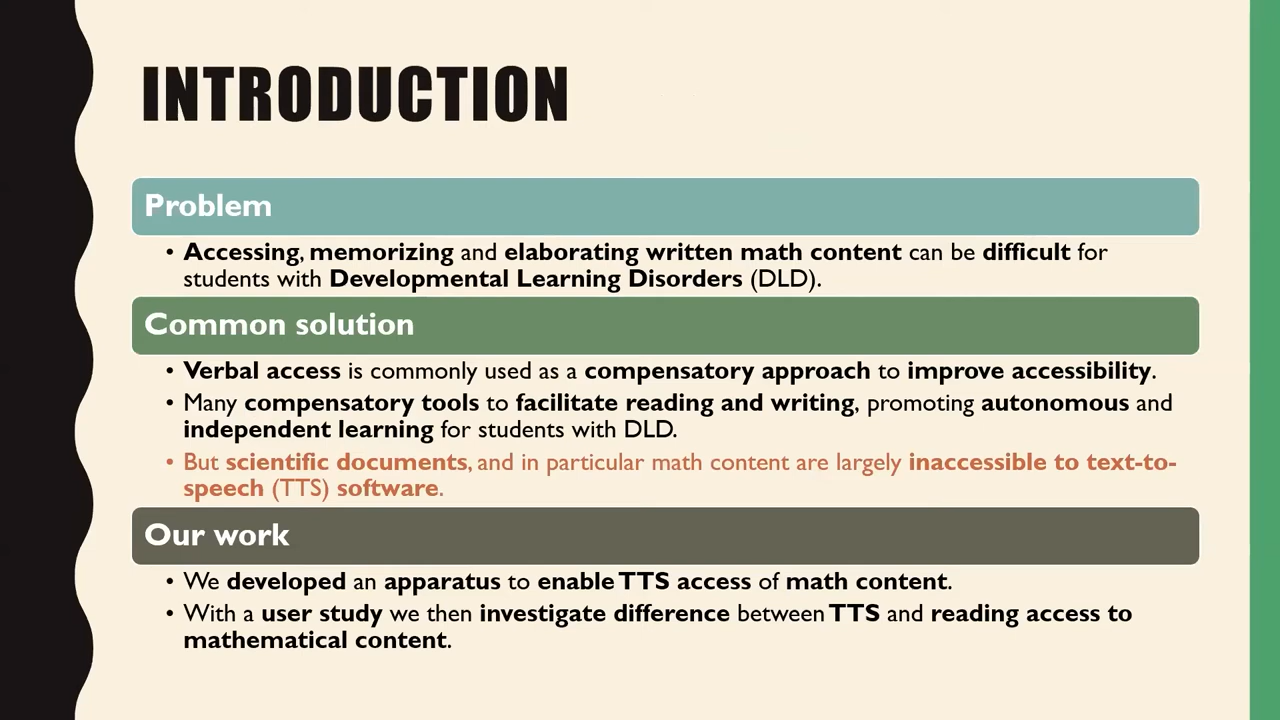 INTRODUCTION
Problem
• Accessing, memorizing and elaborating written math content can be difficult for
students with Developmental Learning Disorders (DLD).
Common solution
• Verbal access is commonly used as a compensatory approach to improve accessibility.
• Many compensatory tools to facilitate reading and writing, promoting autonomous and
independent learning for students with DLD.
• But scientific documents, and in particular math content are largely inaccessible to text-to-
speech (TTS) software.
Our work
• We developed an apparatus to enable TTS access of math content.
• With a user study we then investigate difference between TTS and reading access to
mathematical content.